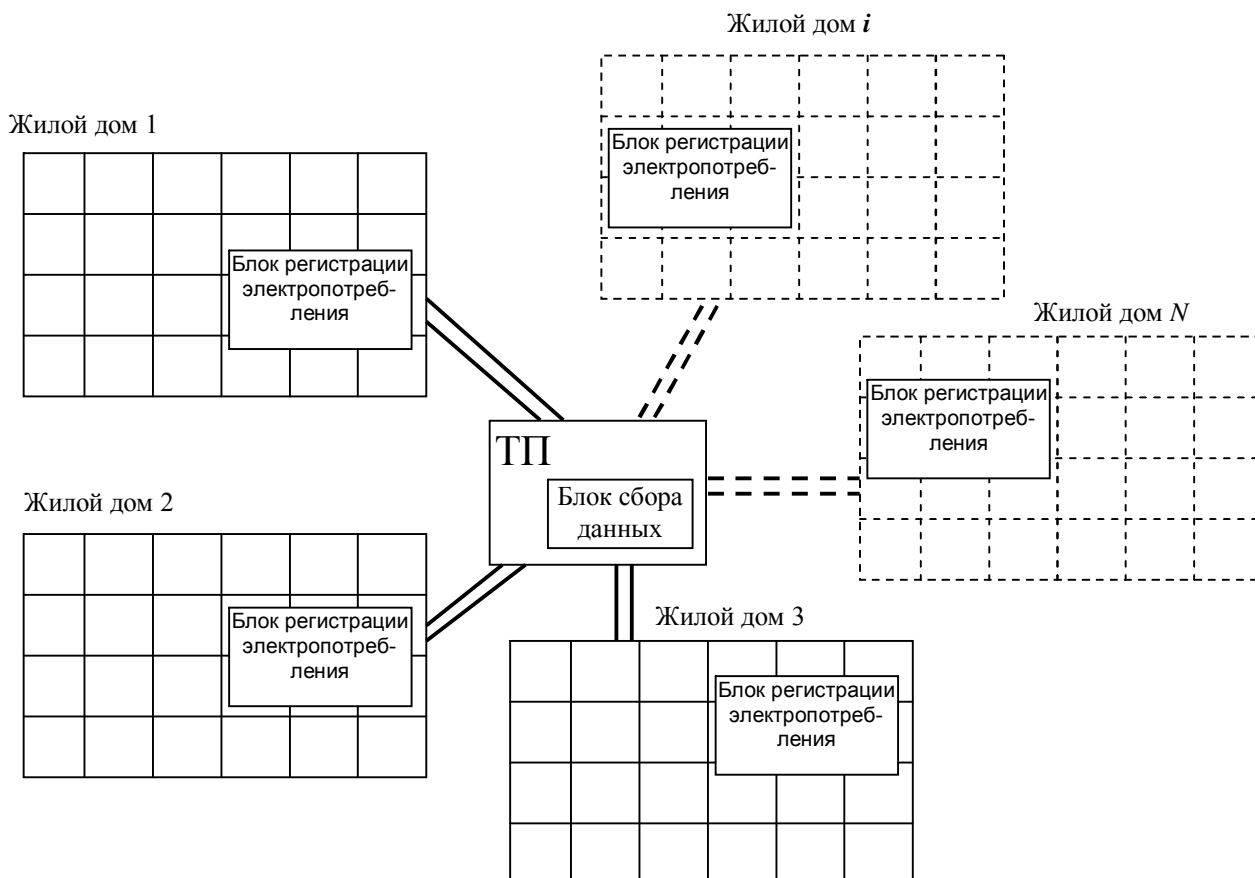 Жилой дом i
Блок регистрации
электропотреб-
ления
Жилой дом 1
Блок регистрации
электропотреб-
ления
Жилой дом N
Блок регистрации
электропотреб-
ления
ТП
Блок сбора
данных
Жилой дом 2
Блок регистрации
электропотреб-
ления
Жилой дом 3
Блок регистрации
электропотреб-
ления